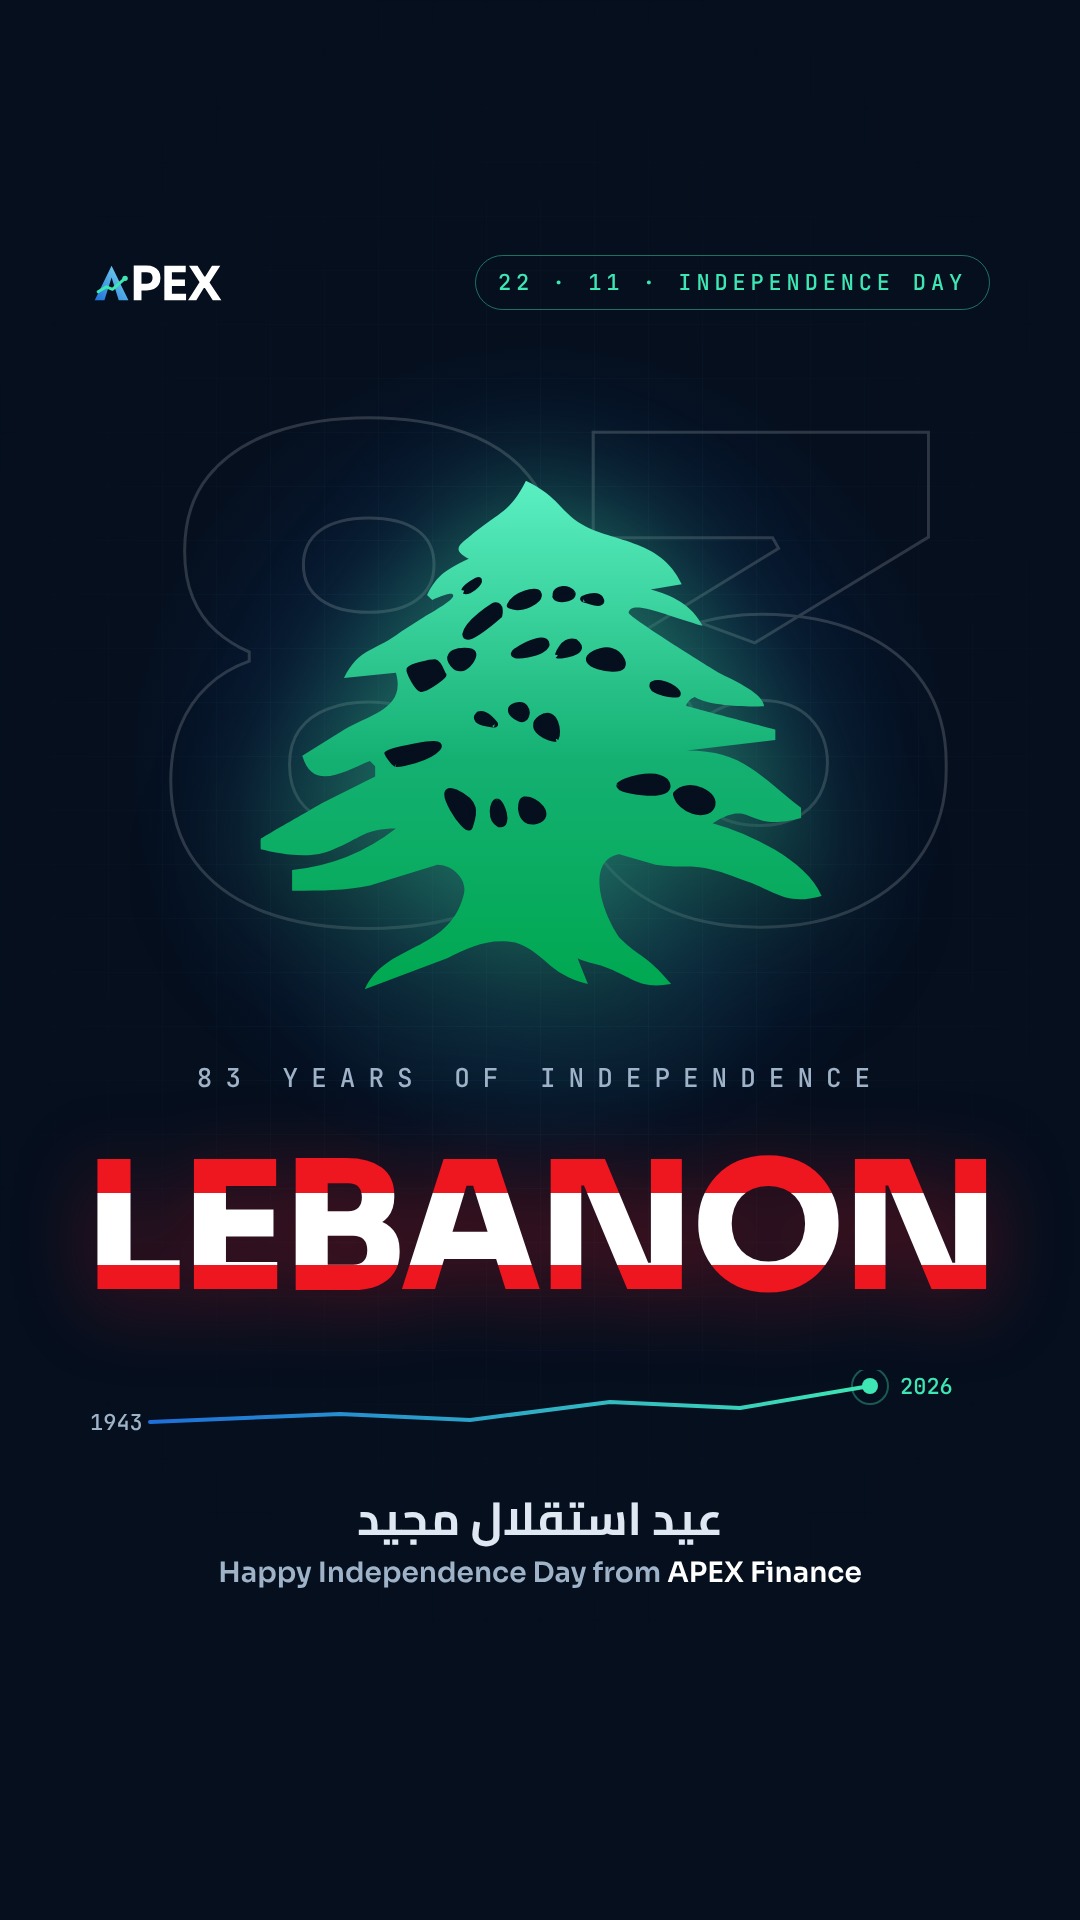 APEX
22 · 11 · INDEPENDENCE DAY
83
83 YEARS OF INDEPENDENCE
LEBANON
1943
2026
عيد استقلال مجيد
Happy Independence Day from APEX Finance